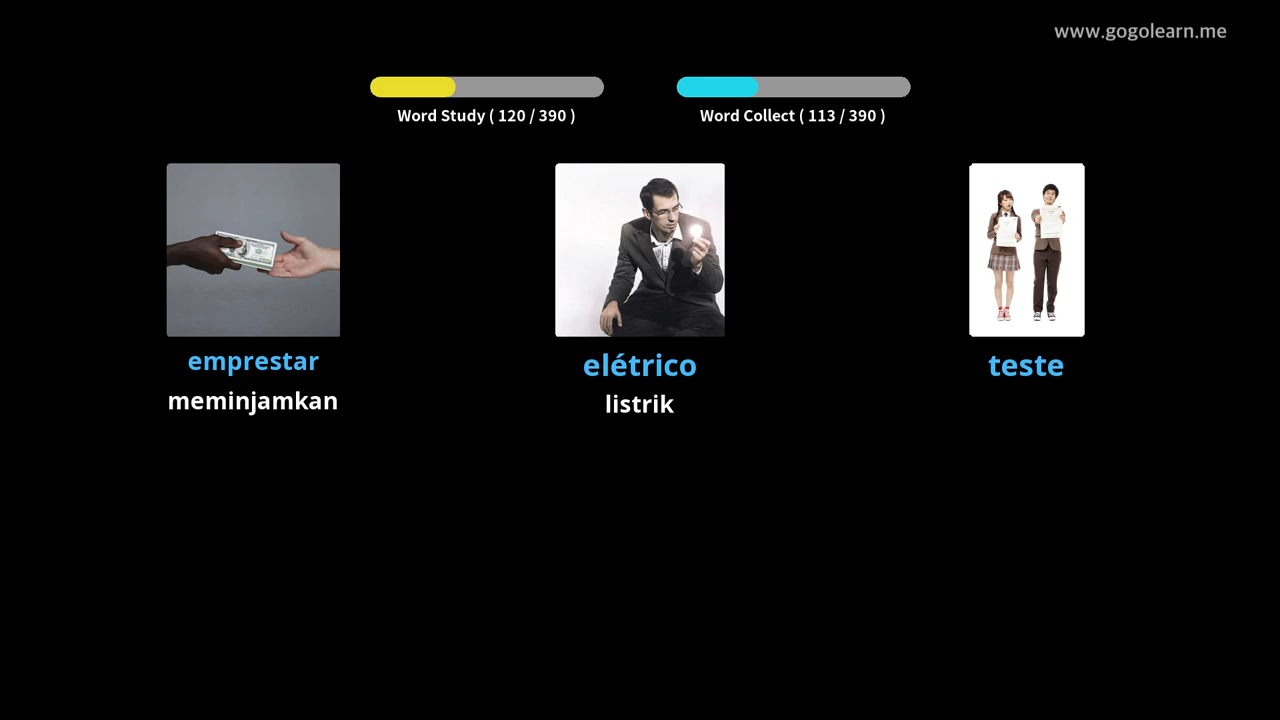 www.gogolearn.me
Word Study ( 120 / 390 )
Word Collect ( 113 / 390 )
emprestar
meminjamkan
elétrico
listrik
teste